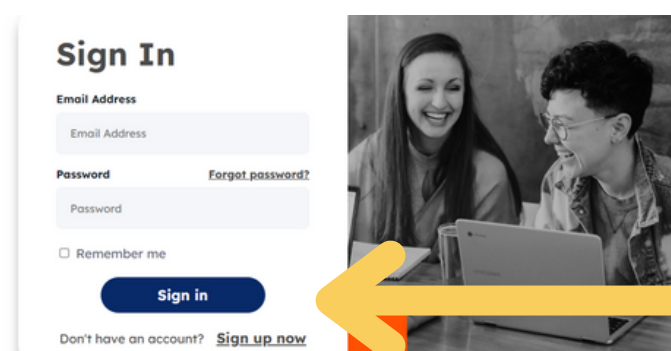 Sign In
Email Address
Email Address
Password Forgot password?
Password
Remember me
Sign in
Don't have an account? Sign up now